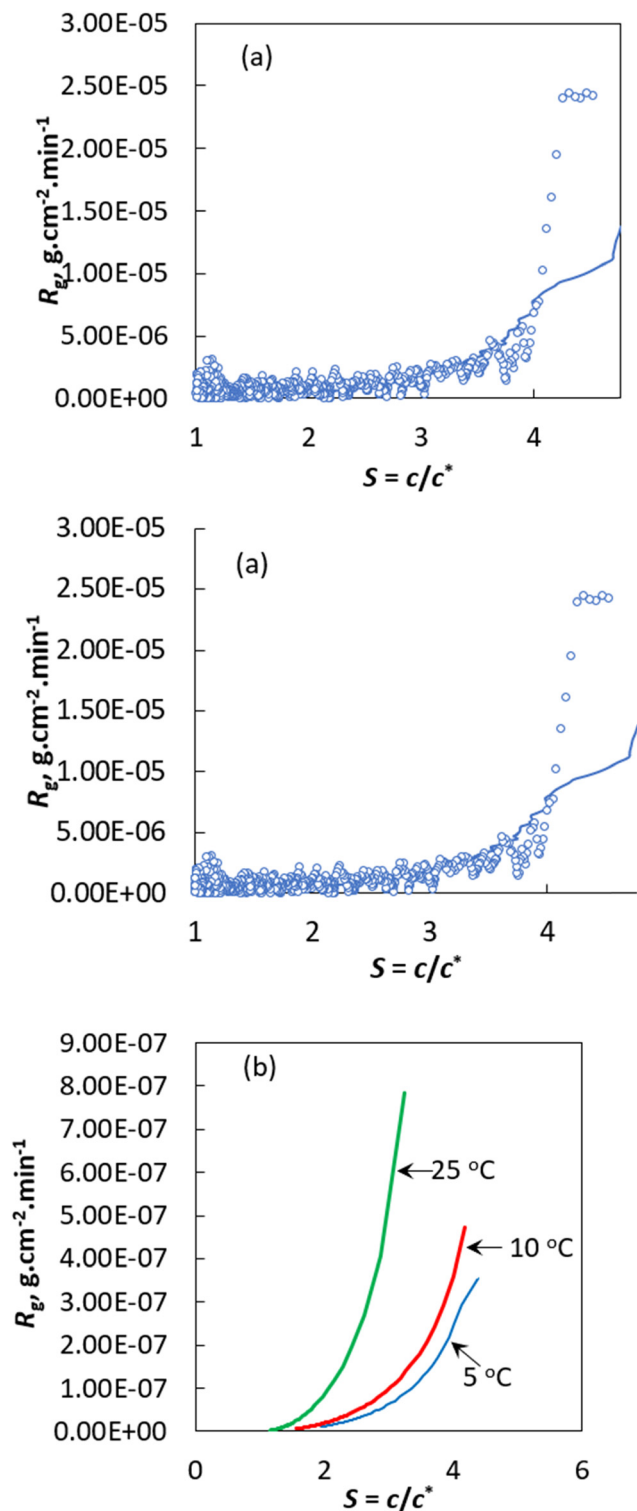 (a)
3.00E-05
2.50E-05
2.00E-05
1.50E-05
1.00E-05
5.00E-06
0.00E+00
Rg, g.cm-2.min-1
1 2 3 4
S = c/c*
(a)
3.00E-05
2.50E-05
2.00E-05
1.50E-05
1.00E-05
5.00E-06
0.00E+00
Rg, g.cm-2.min-1
1 2 3 4
S = c/c*
(b)
9.00E-07
8.00E-07
7.00E-07
6.00E-07
5.00E-07
4.00E-07
3.00E-07
2.00E-07
1.00E-07
0.00E+00
Rg, g.cm-2.min-1
25 °C
10 °C
5 °C
0 2 4 6
S = c/c*